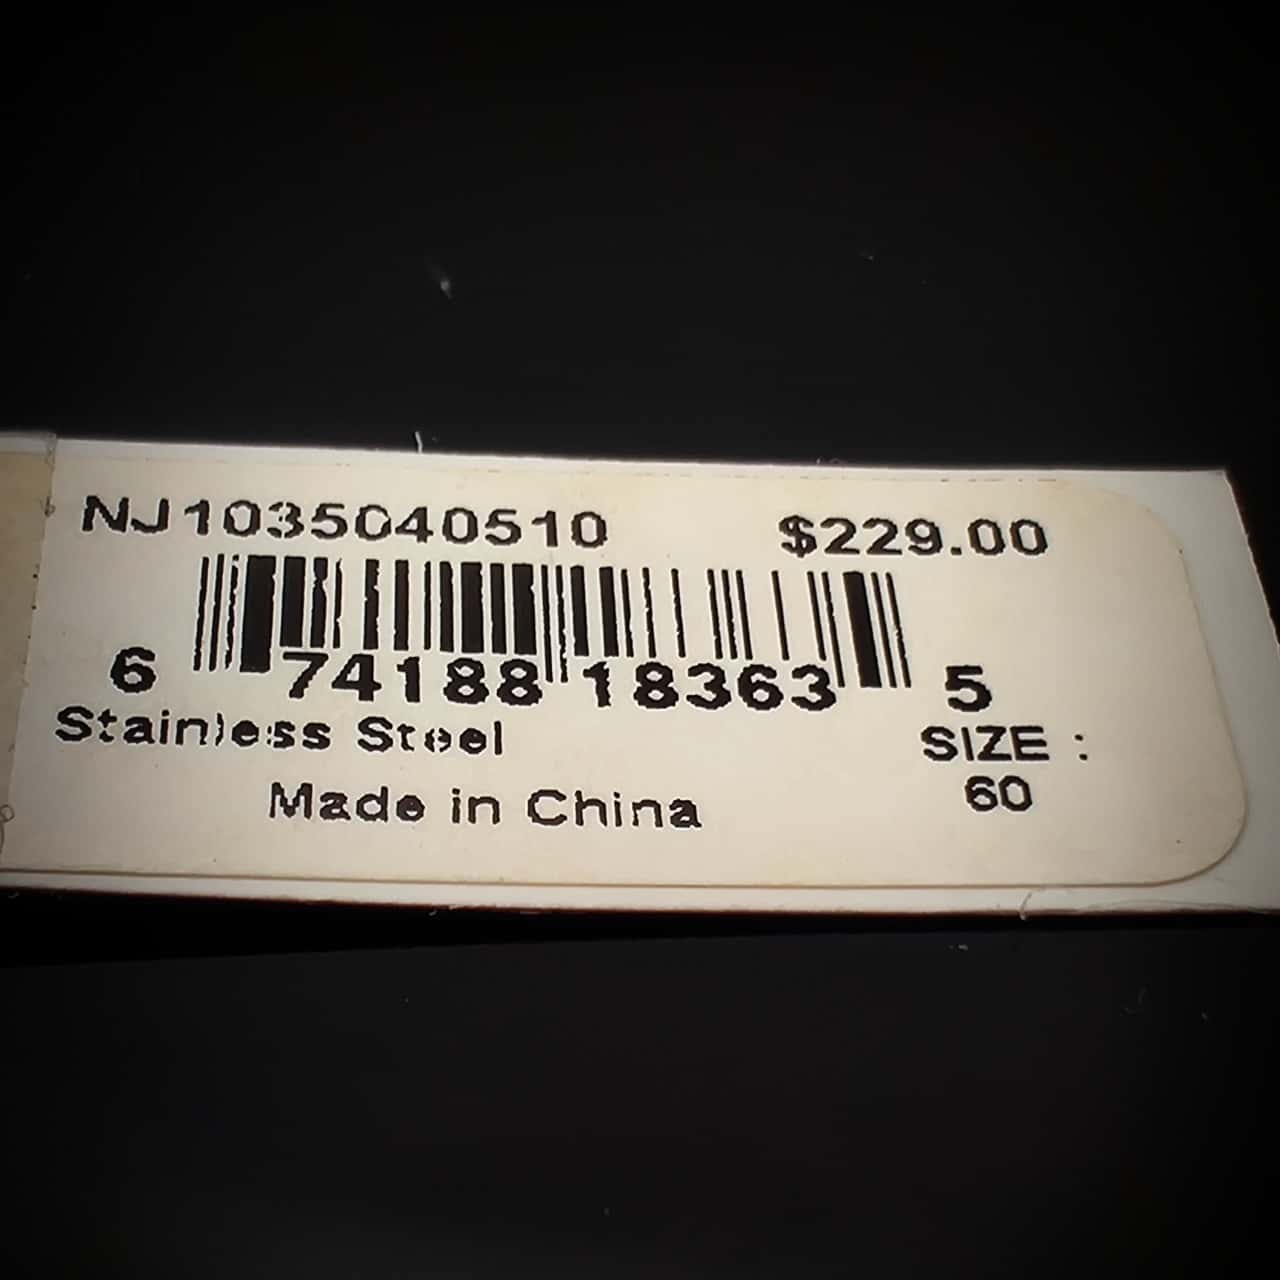 NJ1035040510 $229.00
6 74188 18363 5
Stainless Steel SIZE :
Made in China 60